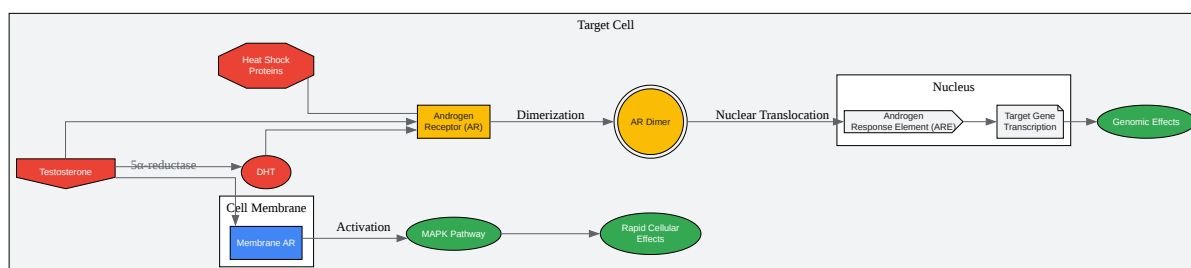 Target Cell
Heat Shock
Proteins
Nucleus
Androgen
Receptor (AR)
Dimerization
AR Dimer
Nuclear Translocation
Androgen
Response Element (ARE)
Target Gene
Transcription
Genomic Effects
Testosterone
5α-reductase
DHT
Cell Membrane
Membrane AR
Activation
MAPK Pathway
Rapid Cellular
Effects